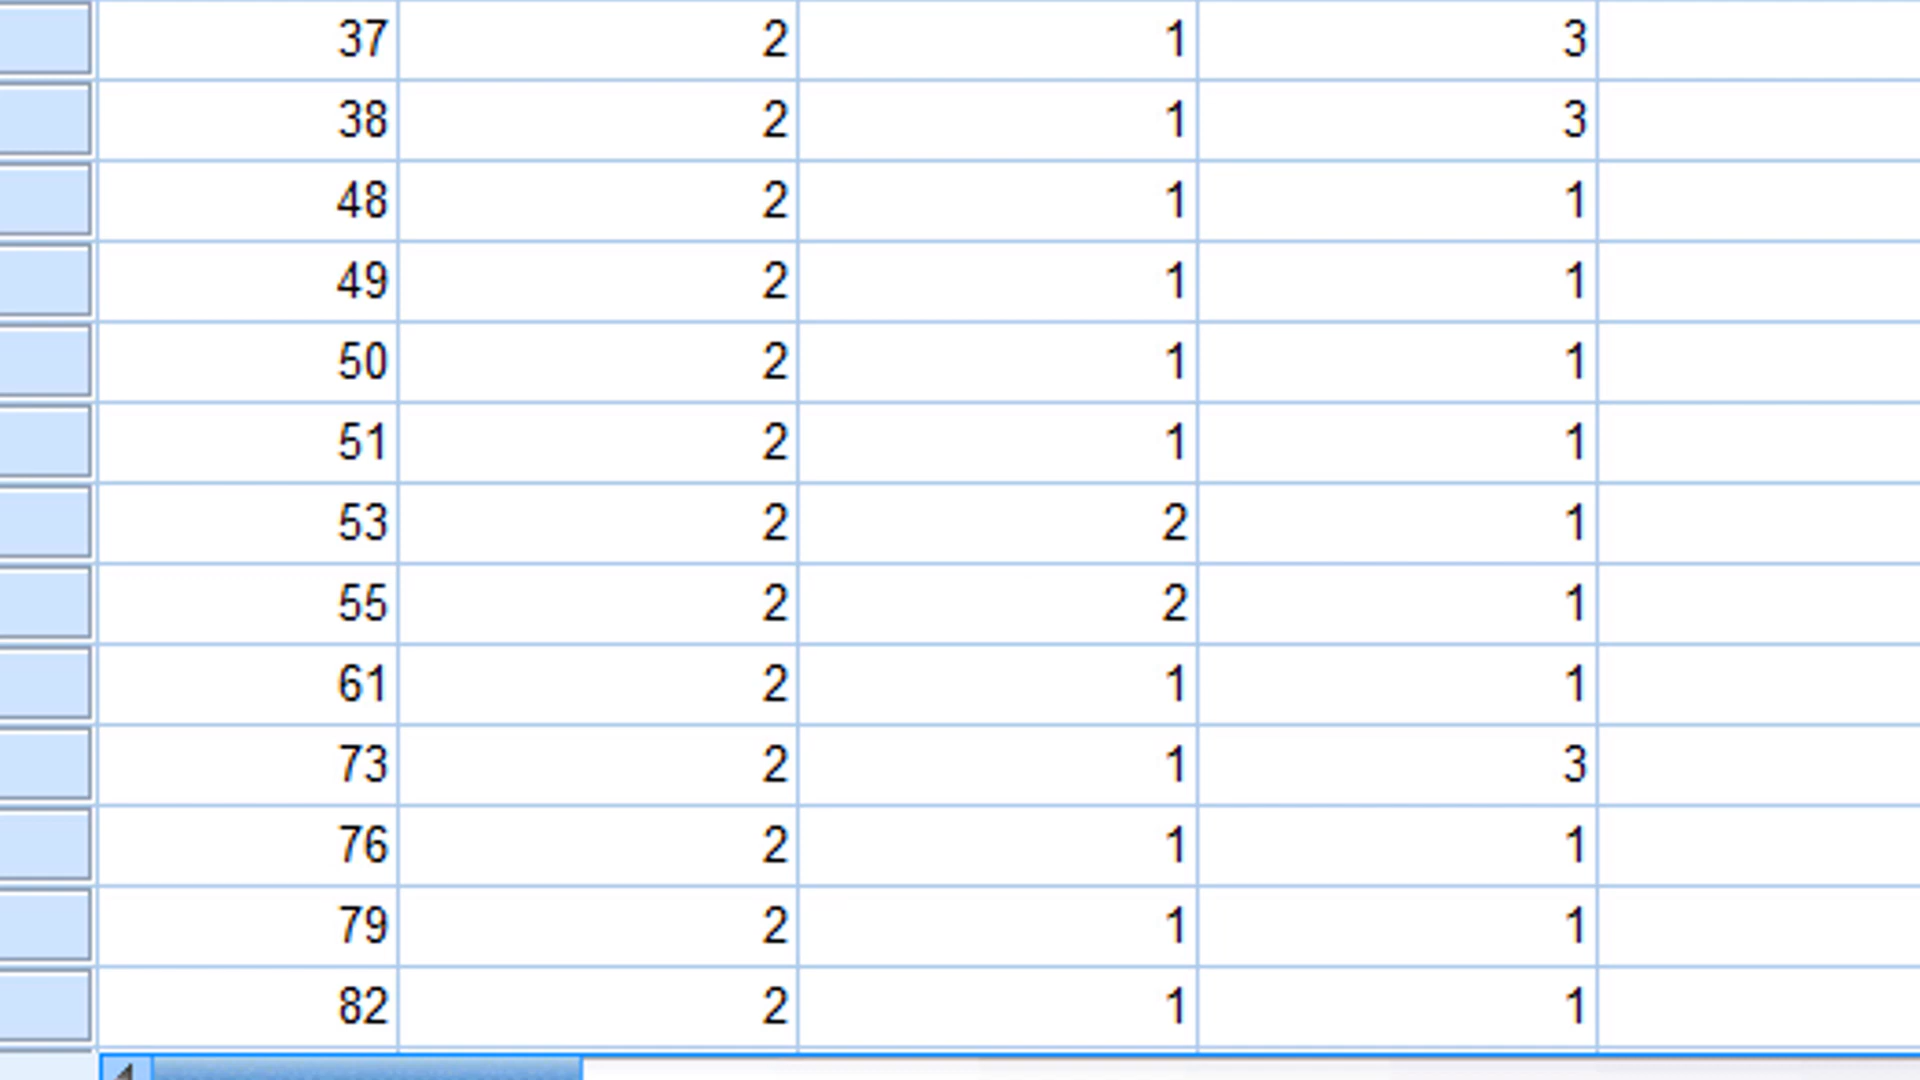 37 2 1 3
38 2 1 3
48 2 1 1
49 2 1 1
50 2 1 1
51 2 1 1
53 2 2 1
55 2 2 1
61 2 1 1
73 2 1 3
76 2 1 1
79 2 1 1
82 2 1 1